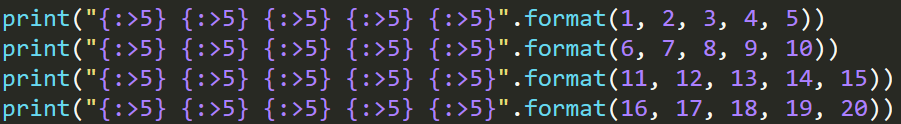 print("{:>5} {:>5} {:>5} {:>5} {:>5}".format(1, 2, 3, 4, 5))
print("{:>5} {:>5} {:>5} {:>5} {:>5}".format(6, 7, 8, 9, 10))
print("{:>5} {:>5} {:>5} {:>5} {:>5}".format(11, 12, 13, 14, 15))
print("{:>5} {:>5} {:>5} {:>5} {:>5}".format(16, 17, 18, 19, 20))